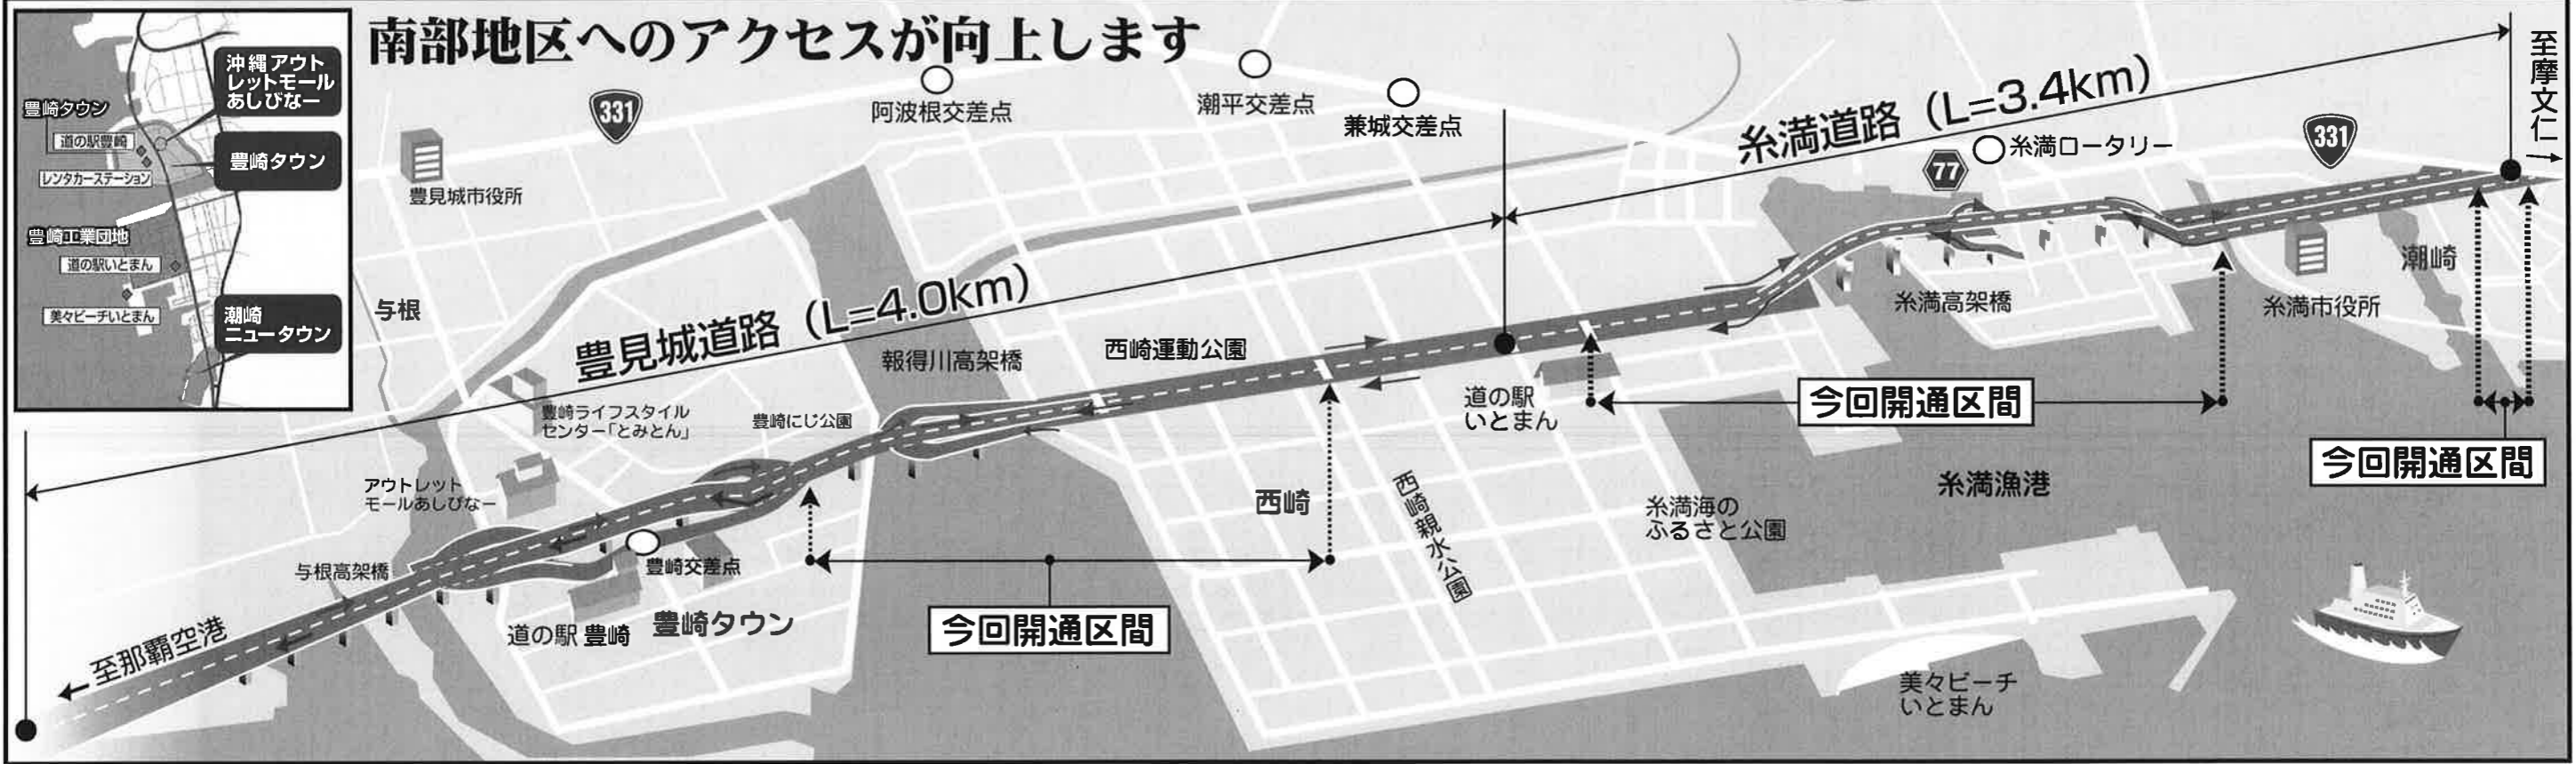 南部地区へのアクセスが向上します
沖縄アウト
レットモール
あしびなー
豊崎タウン
道の駅豊崎
豊崎タウン
レンタカーステーション
豊崎工業団地
道の駅いとまん
美々ビーチいとまん
潮崎
ニュータウン
331
豊見城市役所
阿波根交差点
潮平交差点
兼城交差点
糸満道路（L=3.4km）
77
糸満ロータリー
331
至摩文仁
与根
豊見城道路（L=4.0km）
報得川高架橋
西崎運動公園
道の駅
いとまん
糸満高架橋
糸満市役所
潮崎
今回開通区間
今回開通区間
豊崎ライフスタイル
センター「とみとん」
豊崎にじ公園
アウトレット
モールあしびなー
与根高架橋
豊崎交差点
道の駅 豊崎
豊崎タウン
至那覇空港
今回開通区間
西崎
西崎親水公園
糸満海の
ふるさと公園
糸満漁港
美々ビーチ
いとまん